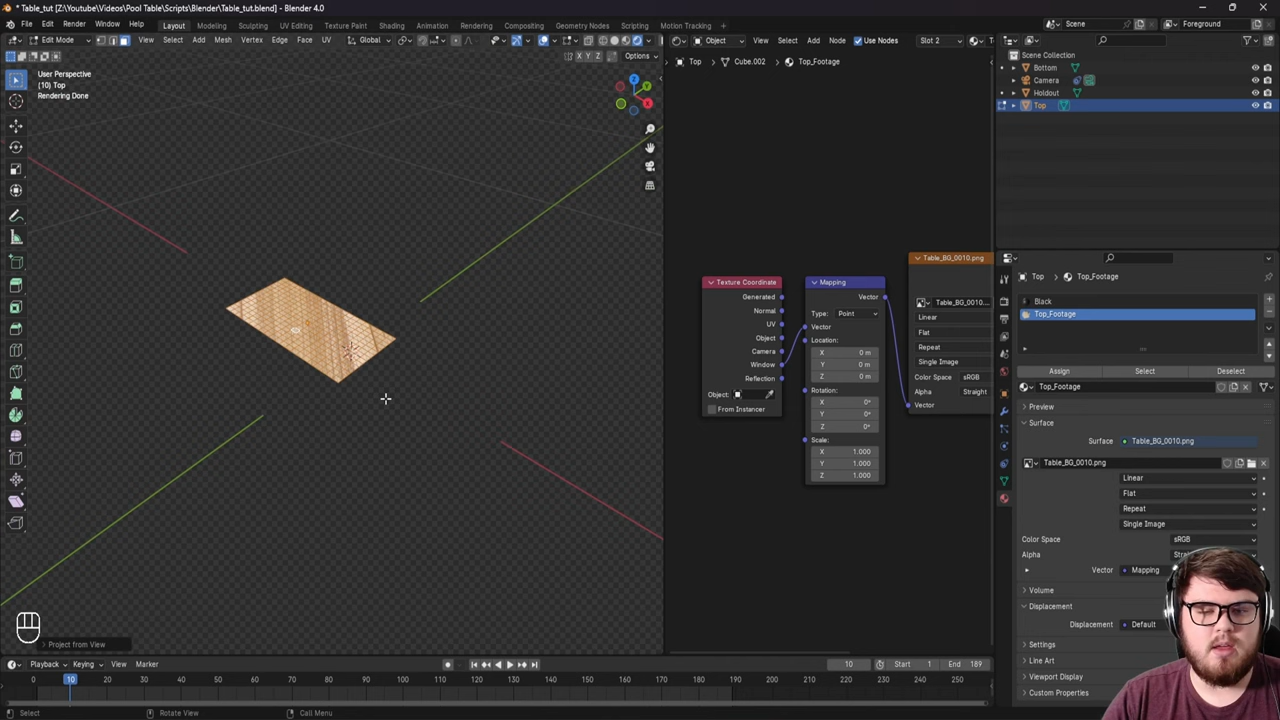 * Table_tut [Z:\Youtube\Videos\Pool Table\Scripts\Blender\Table_tut.blend] - Blender 4.0
File Edit Render Window Help Layout Modeling Sculpting UV Editing Texture Paint Shading Animation Rendering Compositing Geometry Nodes Scripting Motion Tracking Scene Foreground
Edit Mode View Select Add Mesh Vertex Edge Face UV Global Object View Select Add Node Use Nodes Slot 2
X Y Z Options
User Perspective
(10) Top
Rendering Done
Z
Y
X
Top Cube.002 Top_Footage
Scene Collection
Bottom
Camera
Holdout
Top
Texture Coordinate
Generated
Normal
UV
Object
Camera
Window
Reflection
Object:
From Instancer
Mapping
Vector
Type: Point
Vector
Location:
X 0 m
Y 0 m
Z 0 m
Rotation:
X 0°
Y 0°
Z 0°
Scale:
X 1.000
Y 1.000
Z 1.000
Table_BG_0010.png
Table_BG_0010...
Linear
Flat
Repeat
Single Image
Color Space sRGB
Alpha Straight
Vector
Top Top_Footage
Black
Top_Footage
Assign Select Deselect
Top_Footage
Preview
Surface
Surface Table_BG_0010.png
Table_BG_0010.png
Linear
Flat
Repeat
Single Image
Color Space sRGB
Alpha
Vector Mapping
Volume
Displacement
Displacement Default
Settings
Line Art
Viewport Display
Custom Properties
Project from View
Playback Keying View Marker 10 Start 1 End 189
0 10 20 30 40 50 60 70 80 90 100 110 120 130 140 150 160 170 180 190 200 210 220 230 240 250
Select Rotate View Call Menu